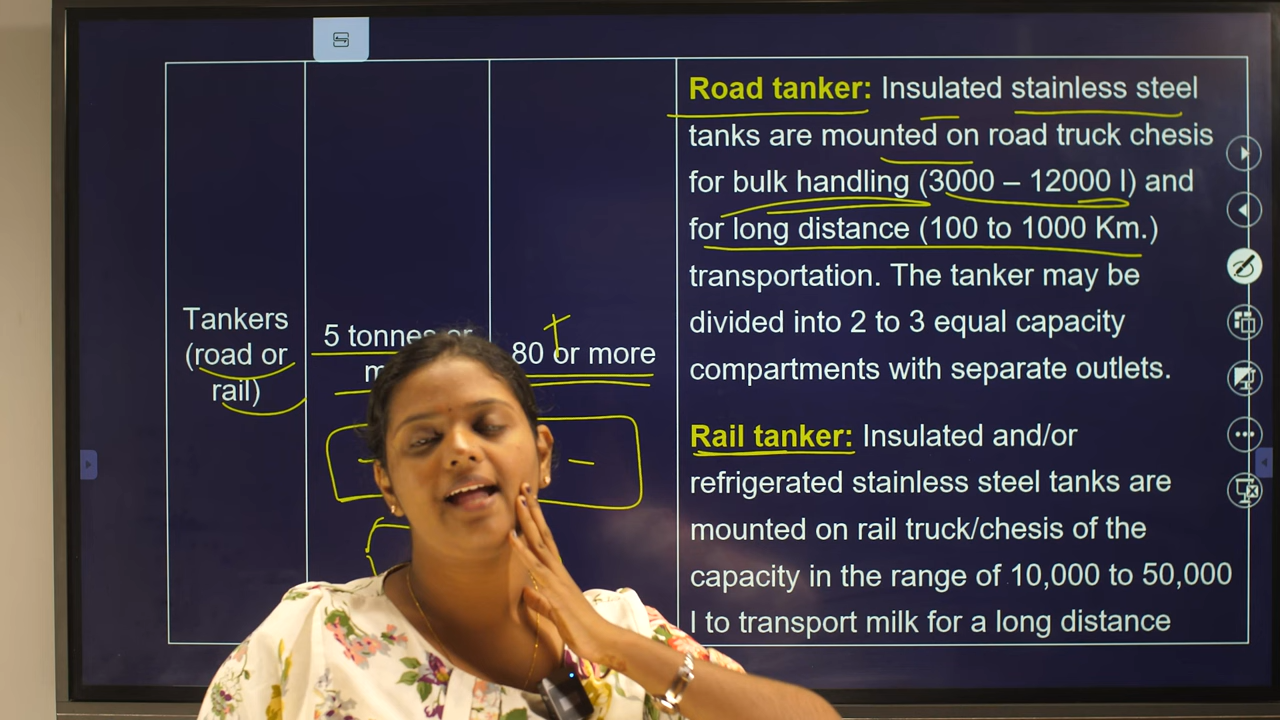 Tankers
(road or
rail)
5 tonnes or
80 or more
Road tanker: Insulated stainless steel
tanks are mounted on road truck chesis
for bulk handling (3000 – 12000 l) and
for long distance (100 to 1000 Km.)
transportation. The tanker may be
divided into 2 to 3 equal capacity
compartments with separate outlets.
Rail tanker: Insulated and/or
refrigerated stainless steel tanks are
mounted on rail truck/chesis of the
capacity in the range of 10,000 to 50,000
l to transport milk for a long distance